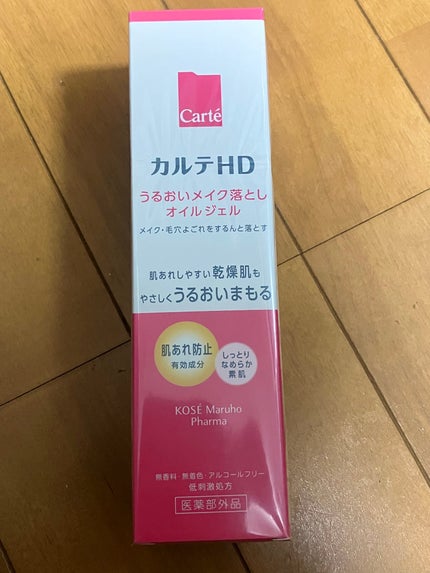 Carté
カルテHD
うるおいメイク落とし
オイルジェル
メイク・毛穴よごれをするんと落とす
肌あれしやすい乾燥肌も
やさしくうるおいまもる
肌あれ防止
有効成分
しっとり
なめらか
素肌
KOSÉ Maruho
Pharma
無香料・無着色・アルコールフリー
低刺激処方
医薬部外品